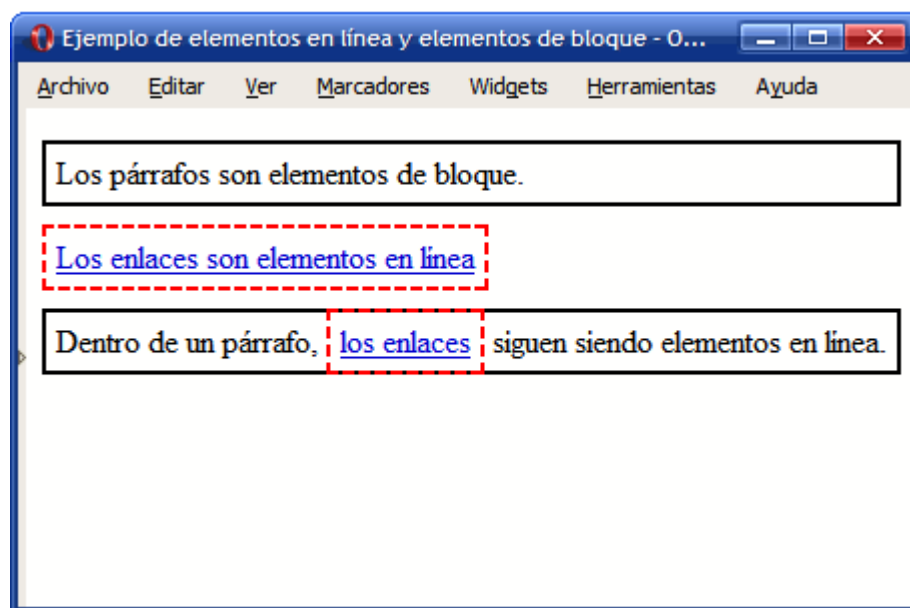 Ejemplo de elementos en línea y elementos de bloque - O...
Archivo Editar Ver Marcadores Widgets Herramientas Ayuda
Los párrafos son elementos de bloque.
Los enlaces son elementos en línea
Dentro de un párrafo, los enlaces siguen siendo elementos en línea.